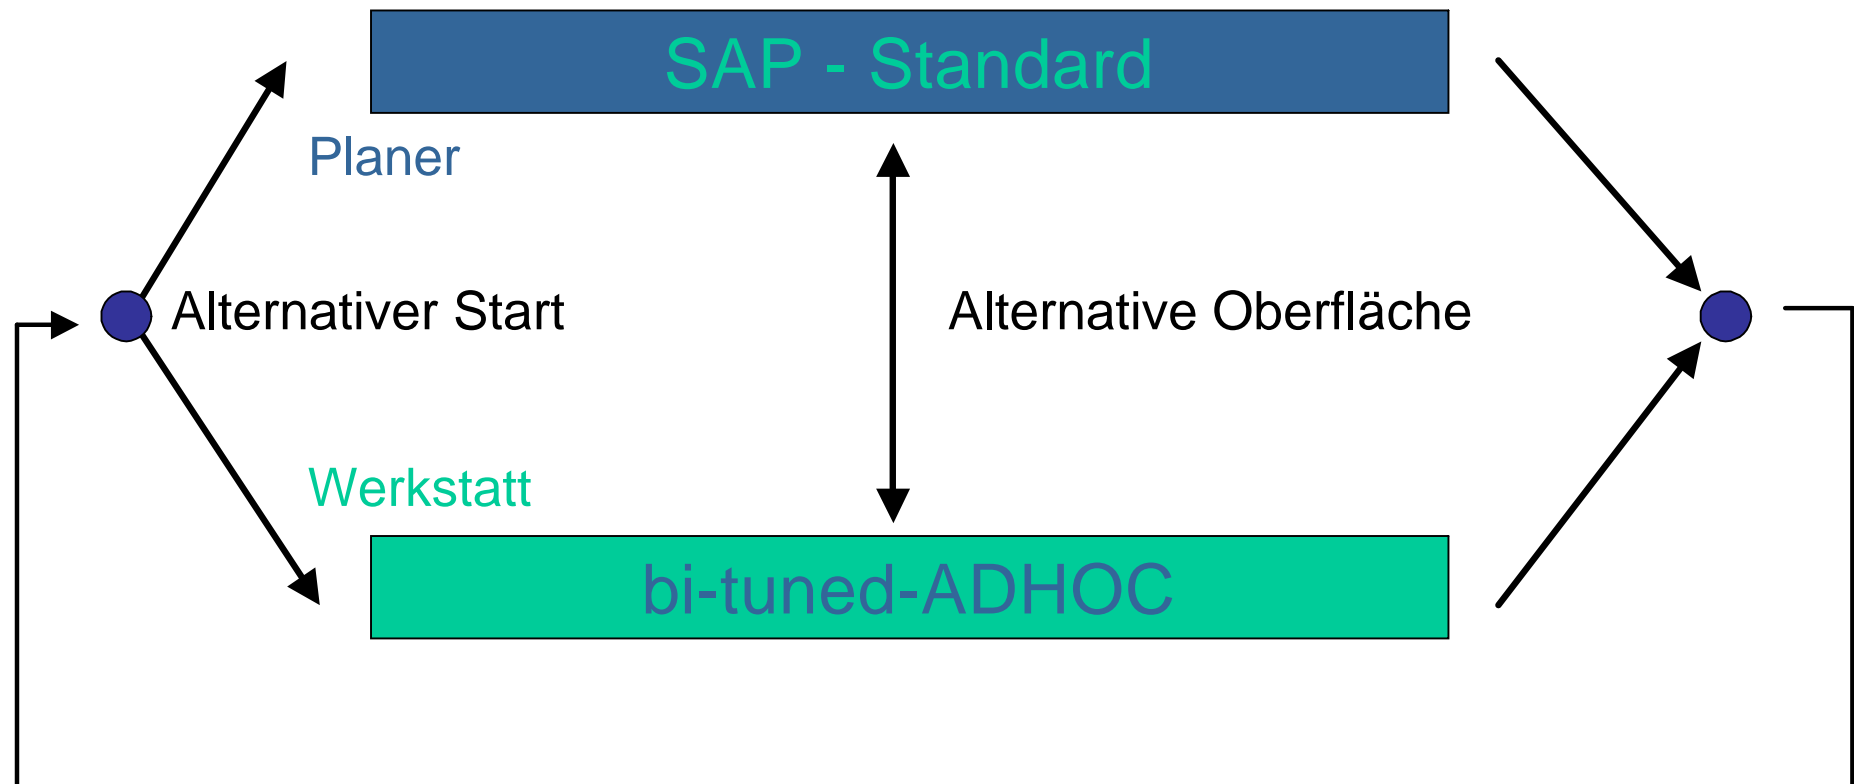 SAP - Standard
Planer
Alternativer Start
Alternative Oberfläche
Werkstatt
bi-tuned-ADHOC